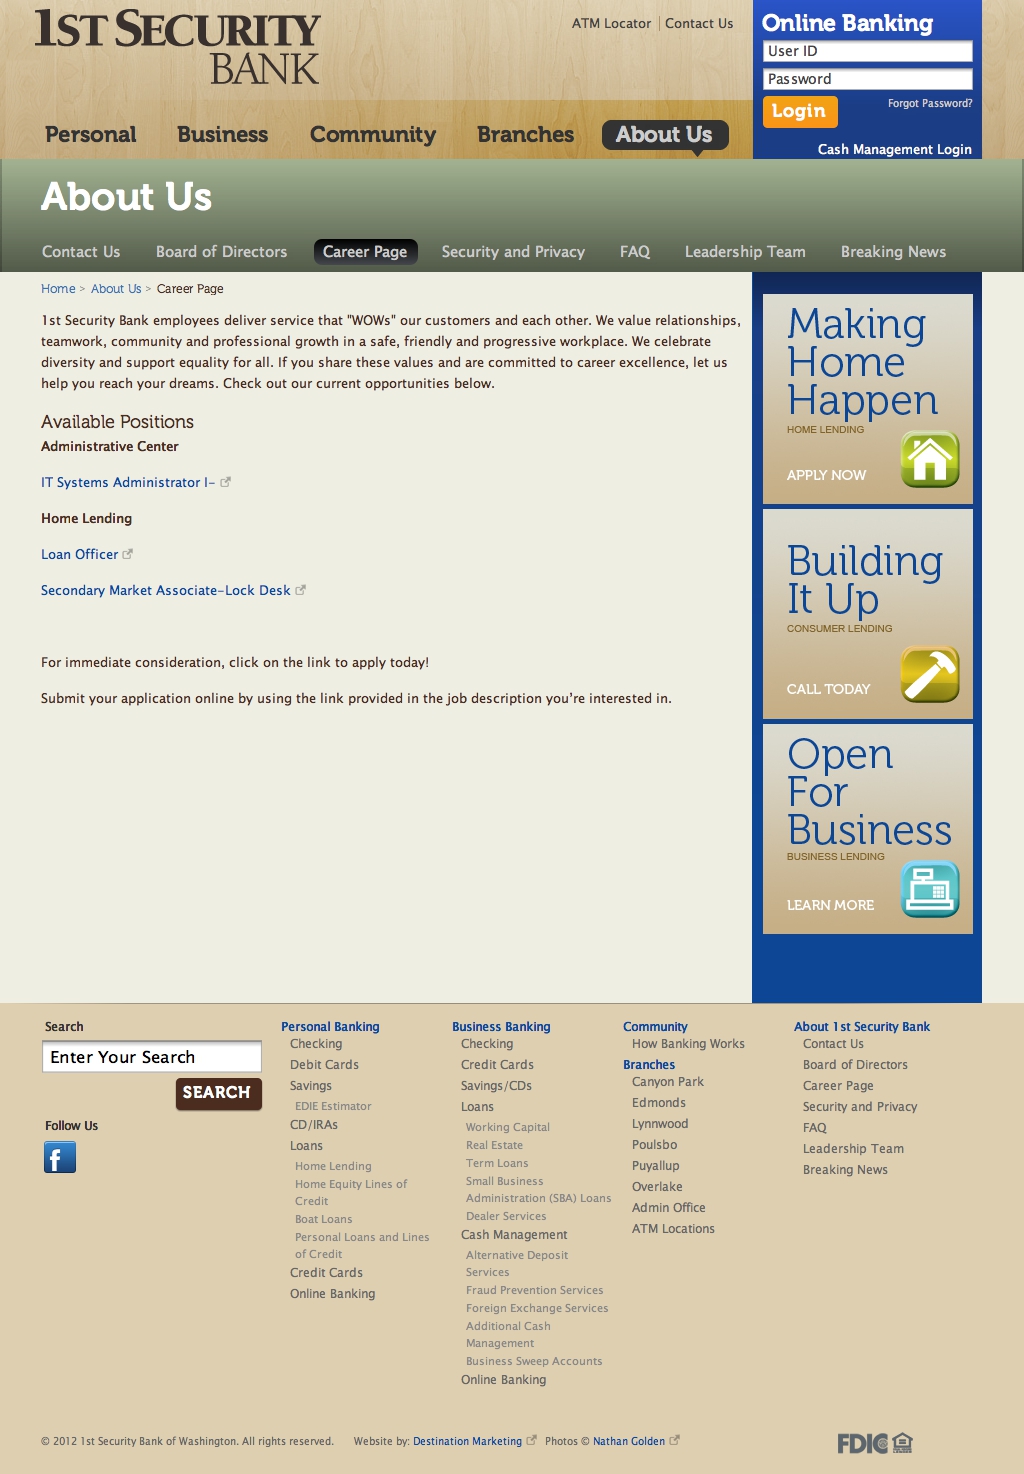 1ST SECURITY
BANK
ATM Locator Contact Us
Online Banking
User ID
Password
Login
Forgot Password?
Cash Management Login
Personal Business Community Branches About Us
About Us
Contact Us Board of Directors Career Page Security and Privacy FAQ Leadership Team Breaking News
Home > About Us > Career Page
1st Security Bank employees deliver service that "WOWs" our customers and each other. We value relationships,
teamwork, community and professional growth in a safe, friendly and progressive workplace. We celebrate
diversity and support equality for all. If you share these values and are committed to career excellence, let us
help you reach your dreams. Check out our current opportunities below.
Available Positions
Administrative Center
IT Systems Administrator I-
Home Lending
Loan Officer
Secondary Market Associate-Lock Desk
For immediate consideration, click on the link to apply today!
Submit your application online by using the link provided in the job description you’re interested in.
Making
Home
Happen
HOME LENDING
APPLY NOW
Building
It Up
CONSUMER LENDING
CALL TODAY
Open
For
Business
BUSINESS LENDING
LEARN MORE
Search
Enter Your Search
SEARCH
Follow Us
f
Personal Banking
Checking
Debit Cards
Savings
EDIE Estimator
CD/IRAs
Loans
Home Lending
Home Equity Lines of
Credit
Boat Loans
Personal Loans and Lines
of Credit
Credit Cards
Online Banking
Business Banking
Checking
Credit Cards
Savings/CDs
Loans
Working Capital
Real Estate
Term Loans
Small Business
Administration (SBA) Loans
Dealer Services
Cash Management
Alternative Deposit
Services
Fraud Prevention Services
Foreign Exchange Services
Additional Cash
Management
Business Sweep Accounts
Online Banking
Community
How Banking Works
Branches
Canyon Park
Edmonds
Lynnwood
Poulsbo
Puyallup
Overlake
Admin Office
ATM Locations
About 1st Security Bank
Contact Us
Board of Directors
Career Page
Security and Privacy
FAQ
Leadership Team
Breaking News
© 2012 1st Security Bank of Washington. All rights reserved. Website by: Destination Marketing Photos © Nathan Golden
FDIC